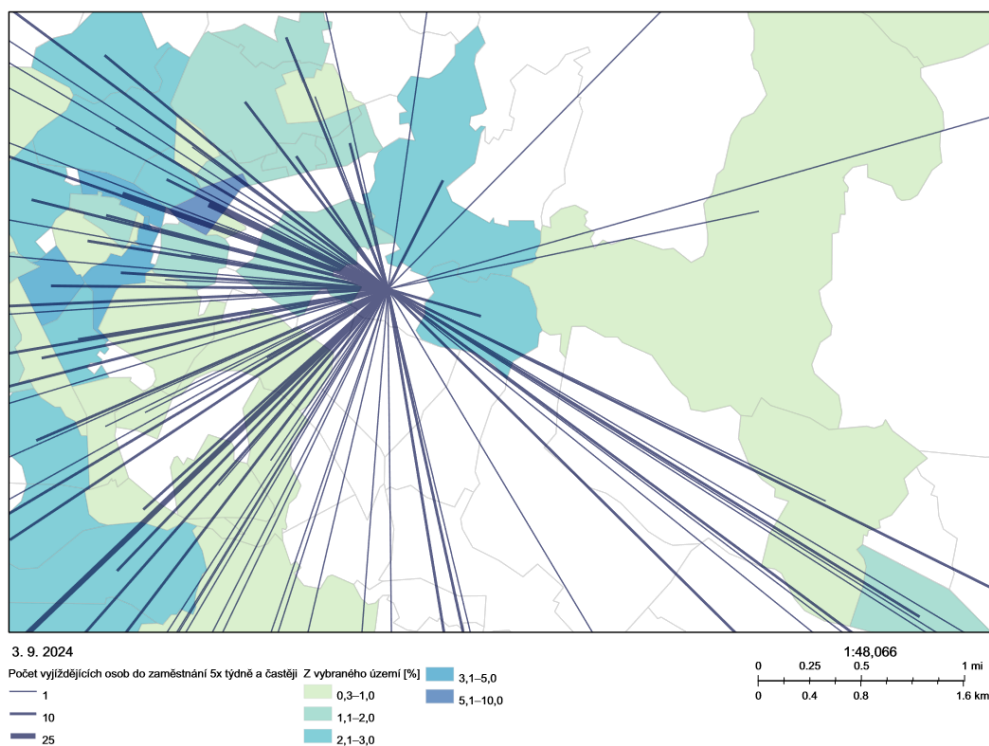 3. 9. 2024
1:48,066
Počet vyjíždějících osob do zaměstnání 5x týdně a častěji
1
10
25
Z vybraného území [%]
0,3–1,0
1,1–2,0
2,1–3,0
3,1–5,0
5,1–10,0
0 0.25 0.5 1 mi
0 0.4 0.8 1.6 km